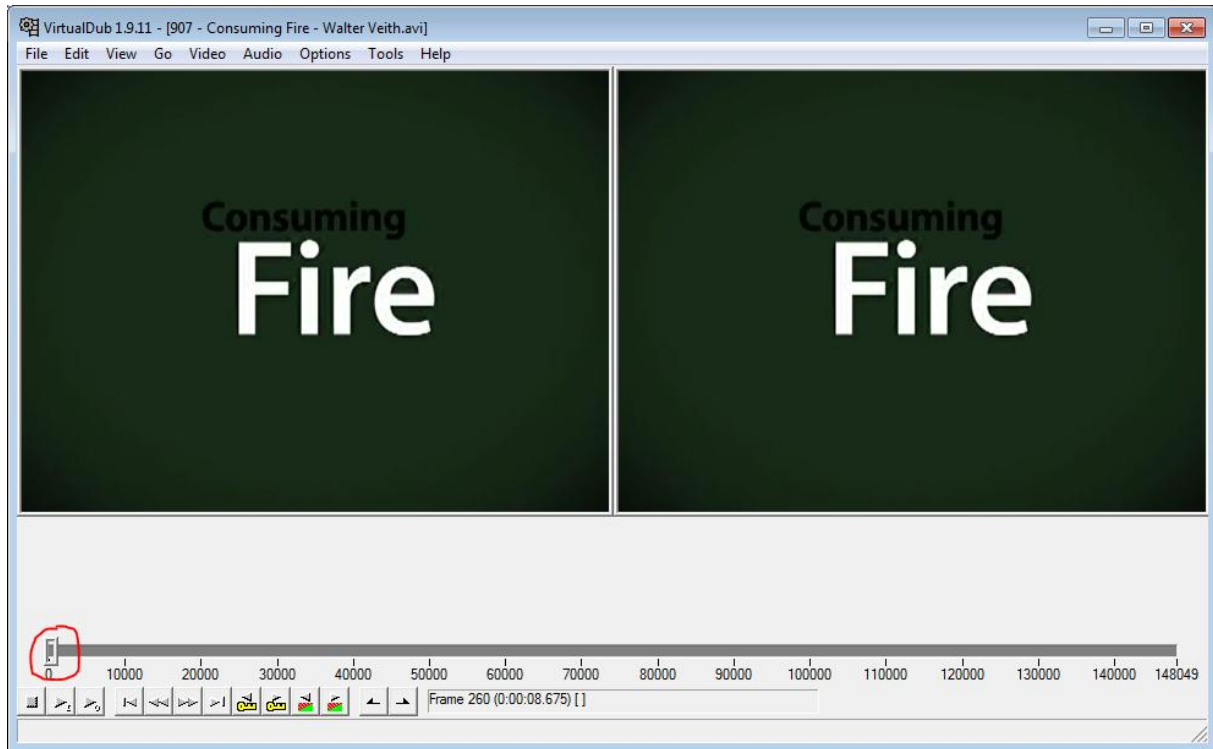 VirtualDub 1.9.11 - [907 - Consuming Fire - Walter Veith.avi]
File Edit View Go Video Audio Options Tools Help
Consuming
Fire
Consuming
Fire
0 10000 20000 30000 40000 50000 60000 70000 80000 90000 100000 110000 120000 130000 140000 148049
Frame 260 (0:00:08.675) [ ]